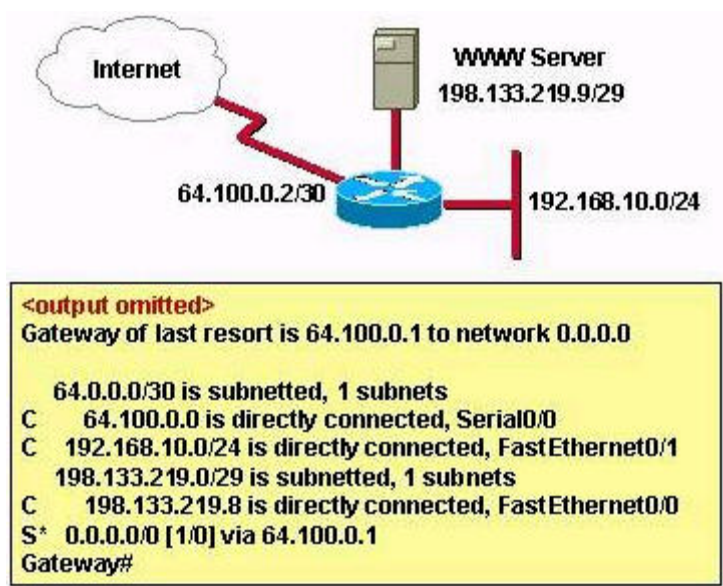 Internet
WWW Server
198.133.219.9/29
64.100.0.2/30
192.168.10.0/24
<output omitted>
Gateway of last resort is 64.100.0.1 to network 0.0.0.0
64.0.0.0/30 is subnetted, 1 subnets
C 64.100.0.0 is directly connected, Serial0/0
C 192.168.10.0/24 is directly connected, FastEthernet0/1
198.133.219.0/29 is subnetted, 1 subnets
C 198.133.219.8 is directly connected, FastEthernet0/0
S* 0.0.0.0/0 [1/0] via 64.100.0.1
Gateway#